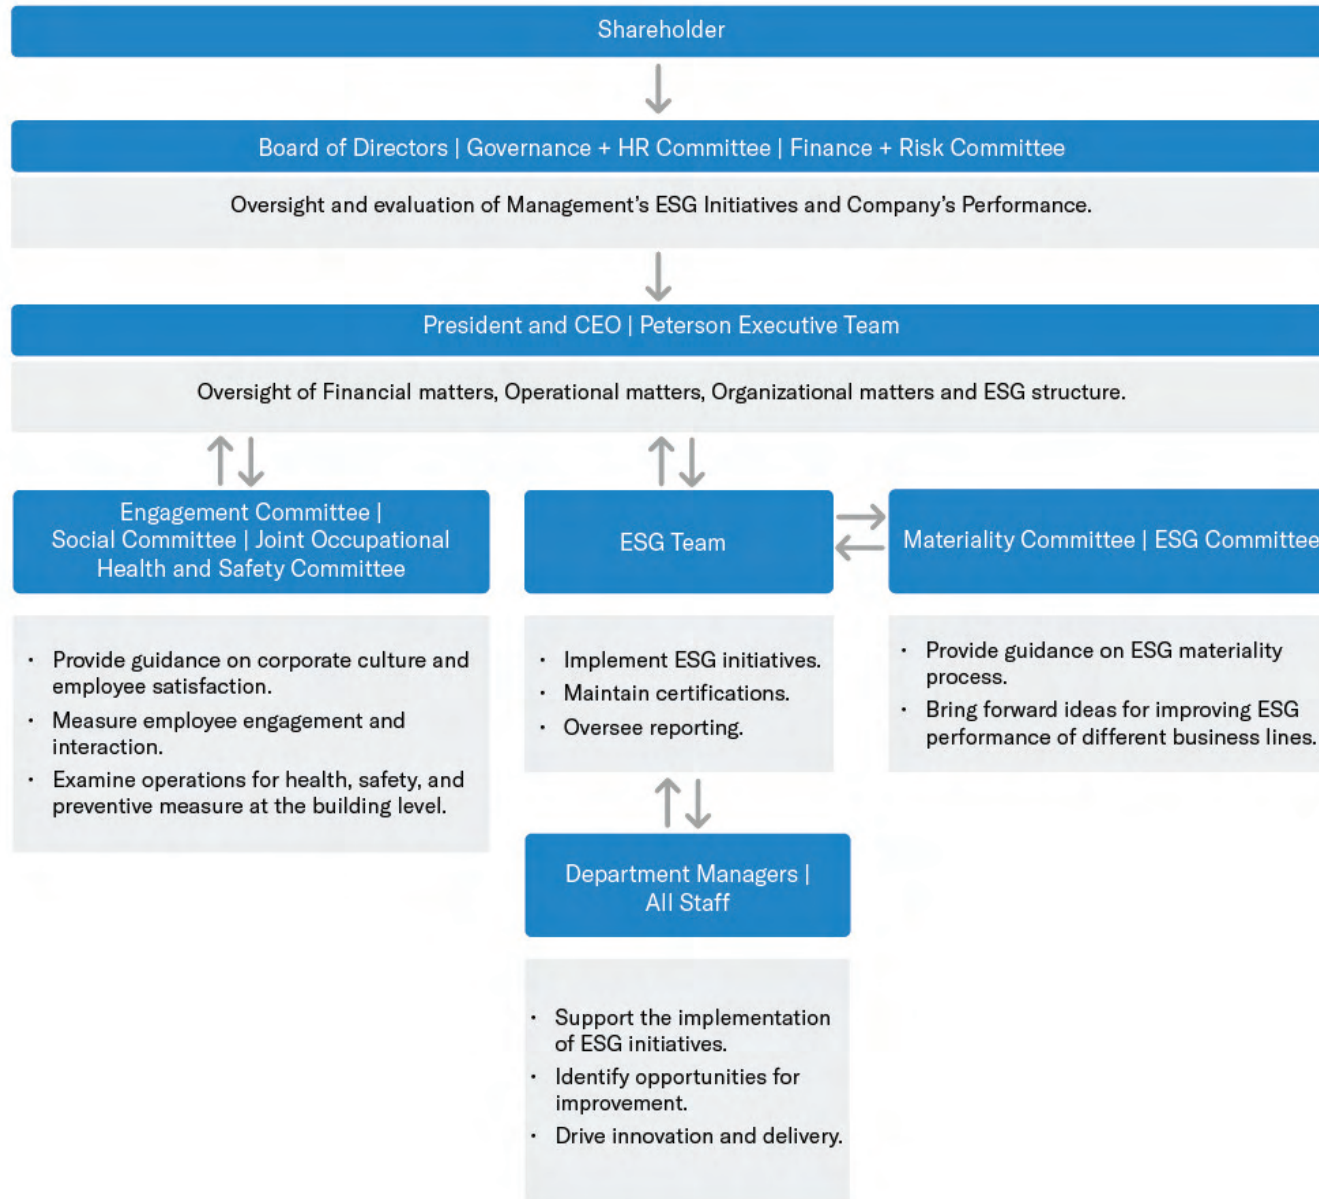 Shareholder
Board of Directors | Governance + HR Committee | Finance + Risk Committee
Oversight and evaluation of Management's ESG Initiatives and Company's Performance.
President and CEO | Peterson Executive Team
Oversight of Financial matters, Operational matters, Organizational matters and ESG structure.
Engagement Committee |
Social Committee | Joint Occupational
Health and Safety Committee
· Provide guidance on corporate culture and
employee satisfaction.
· Measure employee engagement and
interaction.
· Examine operations for health, safety, and
preventive measure at the building level.
ESG Team
· Implement ESG initiatives.
· Maintain certifications.
· Oversee reporting.
Materiality Committee | ESG Committee
· Provide guidance on ESG materiality
process.
· Bring forward ideas for improving ESG
performance of different business lines.
Department Managers |
All Staff
· Support the implementation
of ESG initiatives.
· Identify opportunities for
improvement.
· Drive innovation and delivery.